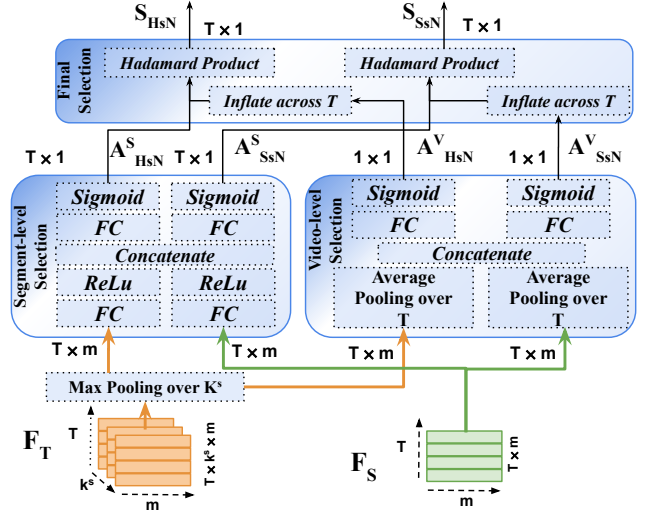 S_HsN
T × 1
S_SsN
T × 1
Final
Selection
Hadamard Product
Hadamard Product
Inflate across T
Inflate across T
T × 1
A^S_HsN
T × 1
A^S_SsN
1 × 1
A^V_HsN
1 × 1
A^V_SsN
Segment-level
Selection
Sigmoid
Sigmoid
FC
FC
Concatenate
ReLu
ReLu
FC
FC
Video-level
Selection
Sigmoid
Sigmoid
FC
FC
Concatenate
Average
Pooling over
T
Average
Pooling over
T
T × m
T × m
T × m
T × m
Max Pooling over K^s
F_T
T
k^s
m
T × k^s × m
F_S
T
m
T × m